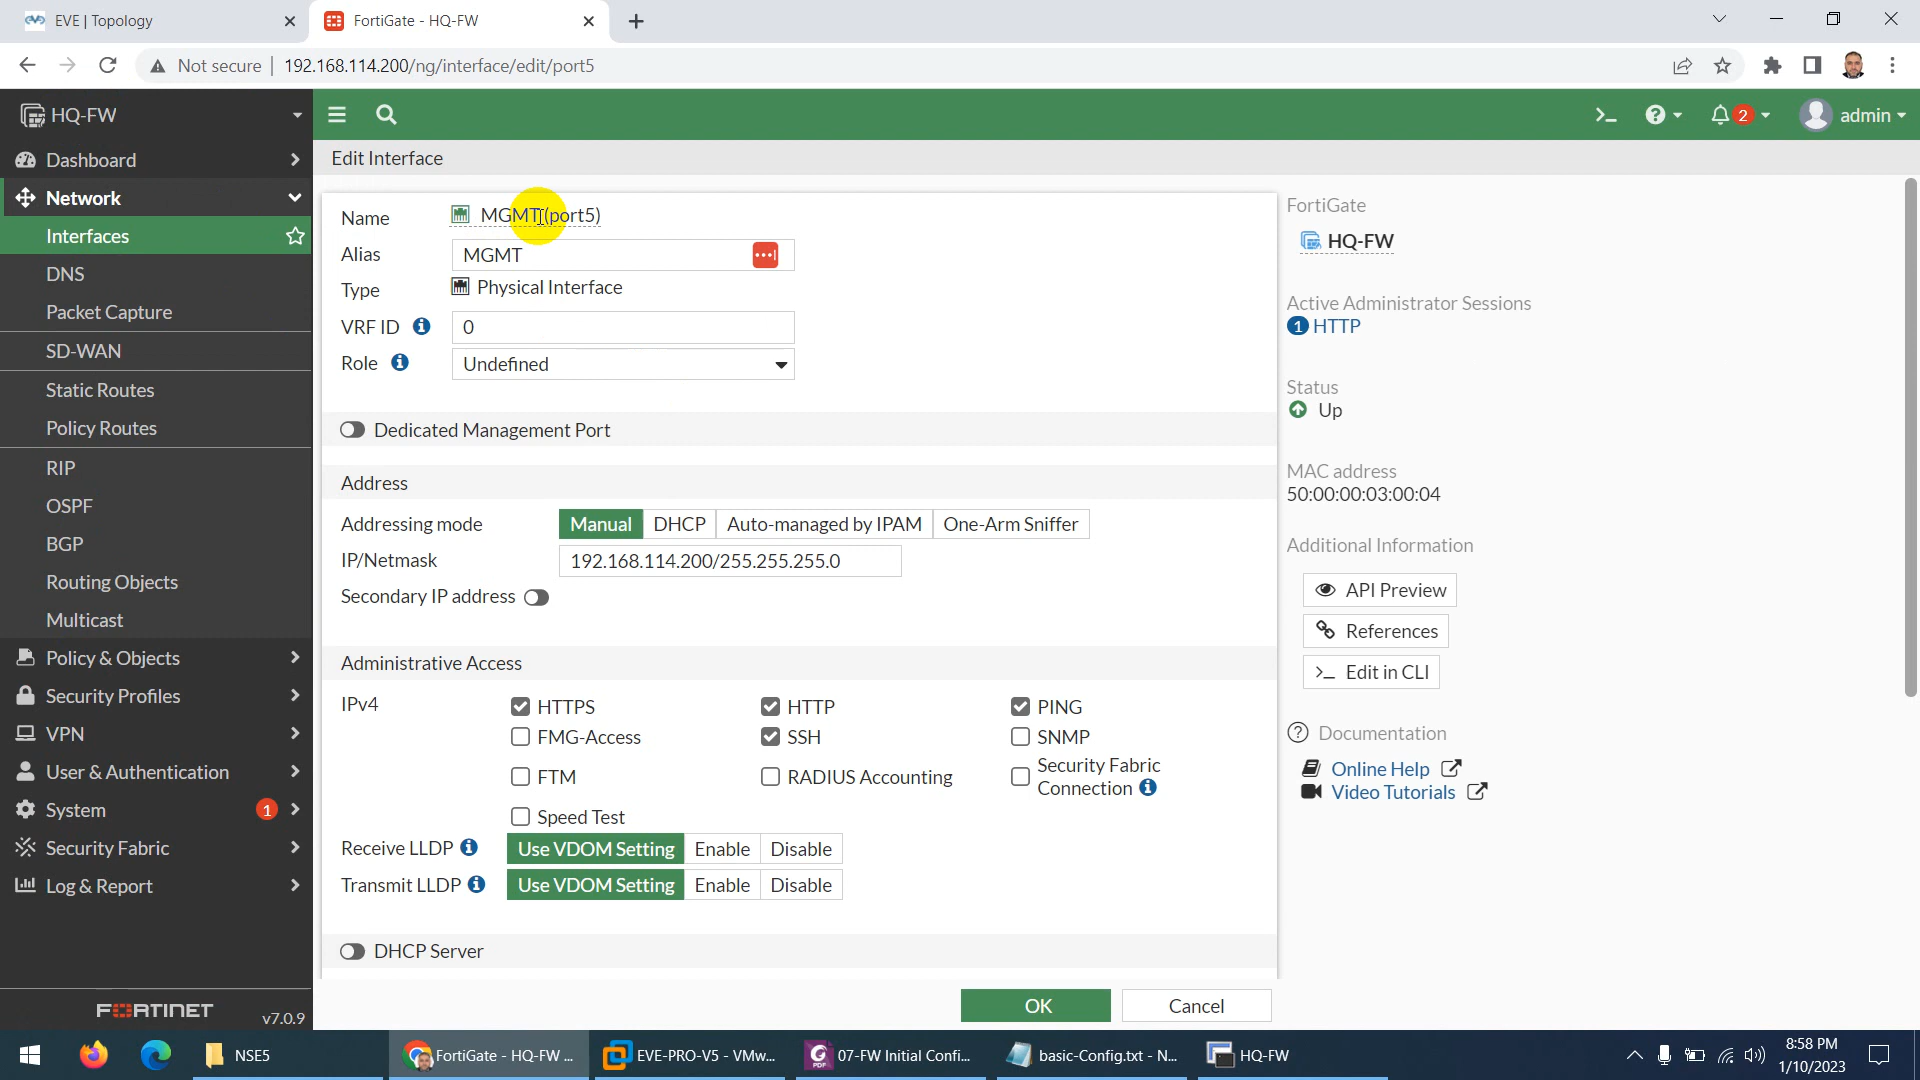 EVE | Topology
FortiGate - HQ-FW
Not secure
192.168.114.200/ng/interface/edit/port5
HQ-FW
2
admin
Dashboard
Network
Interfaces
DNS
Packet Capture
SD-WAN
Static Routes
Policy Routes
RIP
OSPF
BGP
Routing Objects
Multicast
Policy & Objects
Security Profiles
VPN
User & Authentication
System
1
Security Fabric
Log & Report
FORTINET
v7.0.9
Edit Interface
Name
MGMT (port5)
Alias
MGMT
Type
Physical Interface
VRF ID
0
Role
Undefined
Dedicated Management Port
Address
Addressing mode
Manual
DHCP
Auto-managed by IPAM
One-Arm Sniffer
IP/Netmask
192.168.114.200/255.255.255.0
Secondary IP address
Administrative Access
IPv4
HTTPS
HTTP
PING
FMG-Access
SSH
SNMP
FTM
RADIUS Accounting
Security Fabric
Connection
Speed Test
Receive LLDP
Use VDOM Setting
Enable
Disable
Transmit LLDP
Use VDOM Setting
Enable
Disable
DHCP Server
OK
Cancel
FortiGate
HQ-FW
Active Administrator Sessions
1 HTTP
Status
Up
MAC address
50:00:00:03:00:04
Additional Information
API Preview
References
Edit in CLI
Documentation
Online Help
Video Tutorials
NSE5
FortiGate - HQ-FW ...
EVE-PRO-V5 - VMw...
PDF
07-FW Initial Confi...
basic-Config.txt - N...
HQ-FW
8:58 PM
1/10/2023